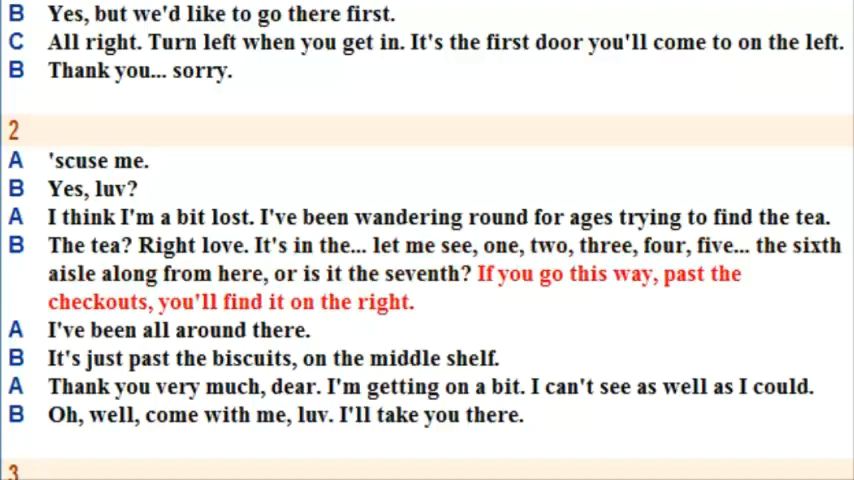 B Yes, but we'd like to go there first.
C All right. Turn left when you get in. It's the first door you'll come to on the left.
B Thank you... sorry.
2
A 'scuse me.
B Yes, luv?
A I think I'm a bit lost. I've been wandering round for ages trying to find the tea.
B The tea? Right love. It's in the... let me see, one, two, three, four, five... the sixth
aisle along from here, or is it the seventh? If you go this way, past the
checkouts, you'll find it on the right.
A I've been all around there.
B It's just past the biscuits, on the middle shelf.
A Thank you very much, dear. I'm getting on a bit. I can't see as well as I could.
B Oh, well, come with me, luv. I'll take you there.
3